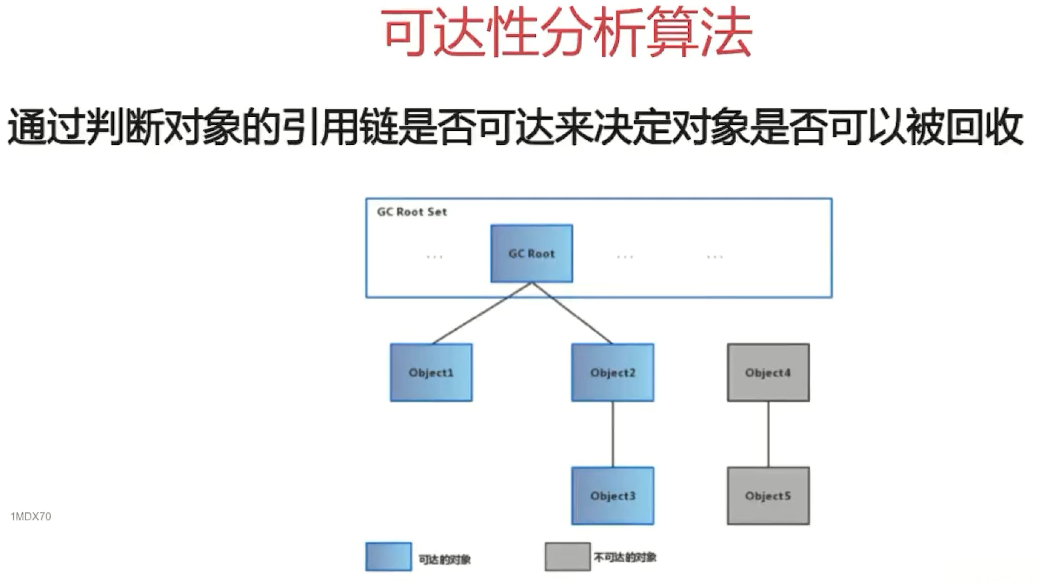 可达性分析算法
通过判断对象的引用链是否可达来决定对象是否可以被回收
GC Root Set
... GC Root ... ...
Object1 Object2 Object4
Object3 Object5
1MDX70
可达的对象 不可达的对象